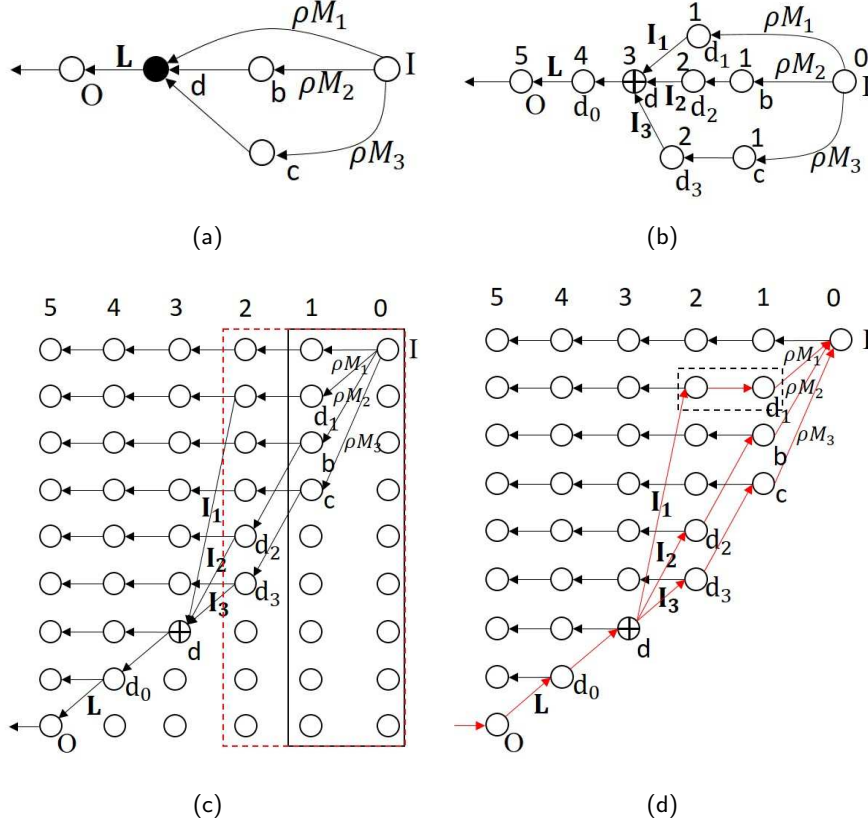 ρM₁
I
L
d
O
b
ρM₂
c
ρM₃
(a)
1
ρM₁
I₁
d₁
5 4 3 2 1 ρM₂ 0
L
O
d₀
d
I₂
d₂
b
I
I₃
2 1
ρM₃
d₃
c
(b)
5 4 3 2 1 0
I
ρM₁
d₁
ρM₂
b
ρM₃
c
I₁
I₂
d₂
I₃
d₃
d
d₀
L
O
(c)
5 4 3 2 1 0
ρM₁
d₁
ρM₂
b
ρM₃
c
I₁
I₂
d₂
I₃
d₃
d
d₀
L
O
(d)